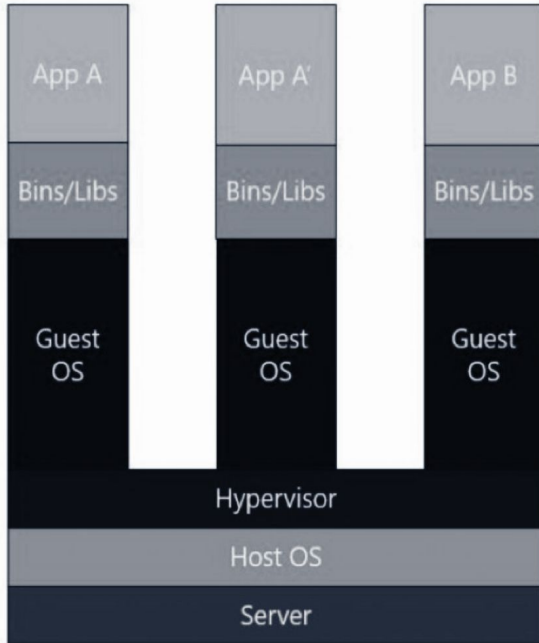 App A
App A'
App B
Bins/Libs
Bins/Libs
Bins/Libs
Guest
OS
Guest
OS
Guest
OS
Hypervisor
Host OS
Server